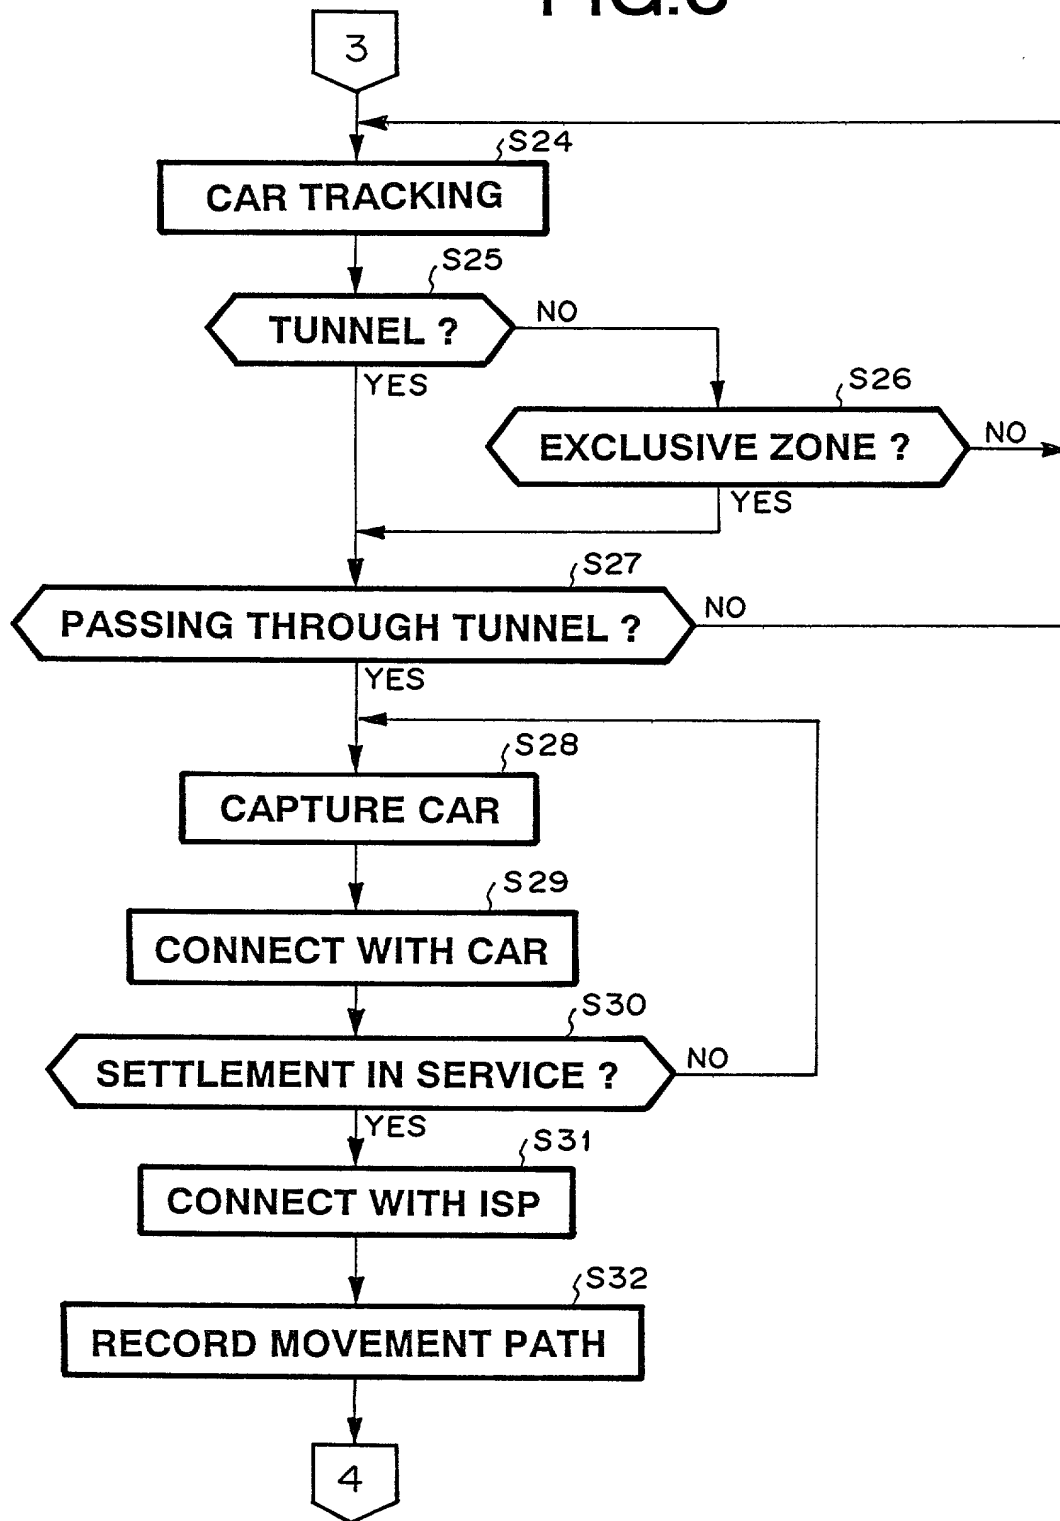 3
S24
CAR TRACKING
S25
TUNNEL ?
NO
YES
S26
EXCLUSIVE ZONE ?
NO
YES
S27
PASSING THROUGH TUNNEL ?
NO
YES
S28
CAPTURE CAR
S29
CONNECT WITH CAR
S30
SETTLEMENT IN SERVICE ?
NO
YES
S31
CONNECT WITH ISP
S32
RECORD MOVEMENT PATH
4